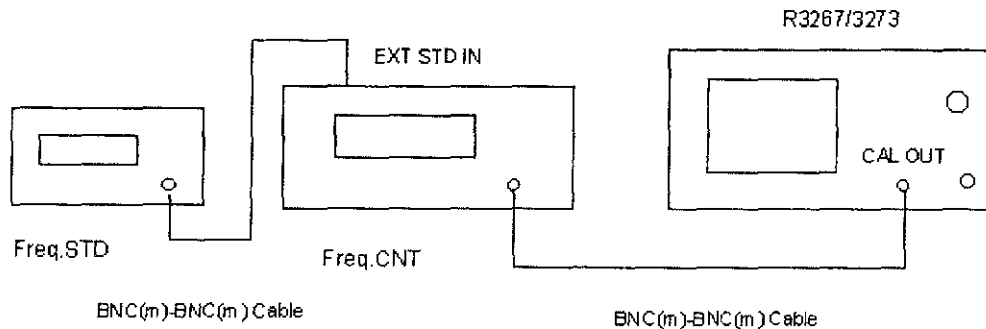 R3267/3273
EXT STD IN
CAL OUT
Freq.STD
Freq.CNT
BNC(m)-BNC(m) Cable
BNC(m)-BNC(m) Cable